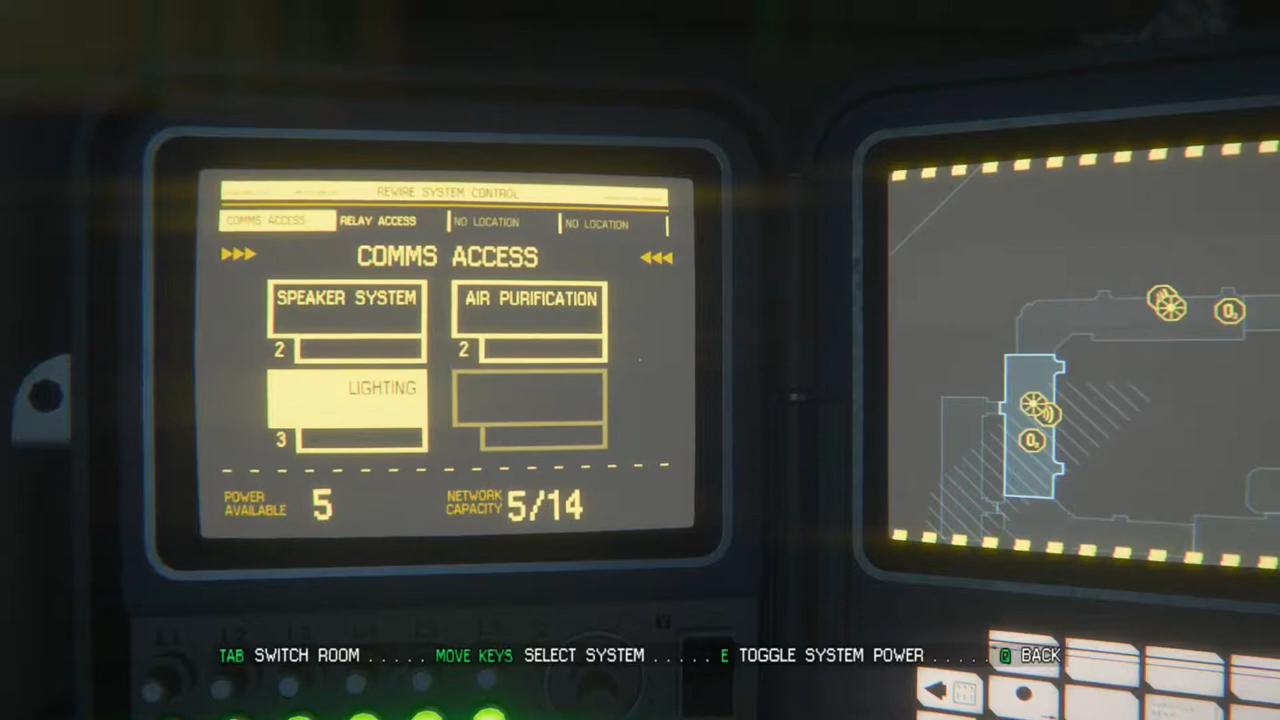 REWIRE SYSTEM CONTROL
COMMS ACCESS RELAY ACCESS NO LOCATION NO LOCATION
COMMS ACCESS
SPEAKER SYSTEM AIR PURIFICATION
2 2
LIGHTING
3
POWER AVAILABLE 5 NETWORK CAPACITY 5/14
O₂
O₂
TAB SWITCH ROOM ..... MOVE KEYS SELECT SYSTEM ..... E TOGGLE SYSTEM POWER ..... Q BACK